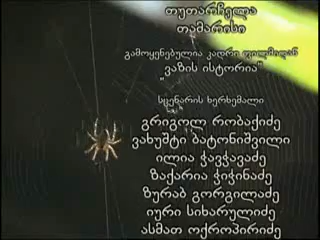 თუთარჩელა
თამარისი
გამოყენებულია კადრი ფილმიდან
"ვაზის ისტორია"
სცენარის ხერხემალი
გრიგოლ რობაქიძე
ვახუშტი ბატონიშვილი
ილია ჭავჭავაძე
ზაქარია ჭიჭინაძე
ზურაბ გორგილაძე
იური სიხარულიძე
ასმათ ოქროპირიძე